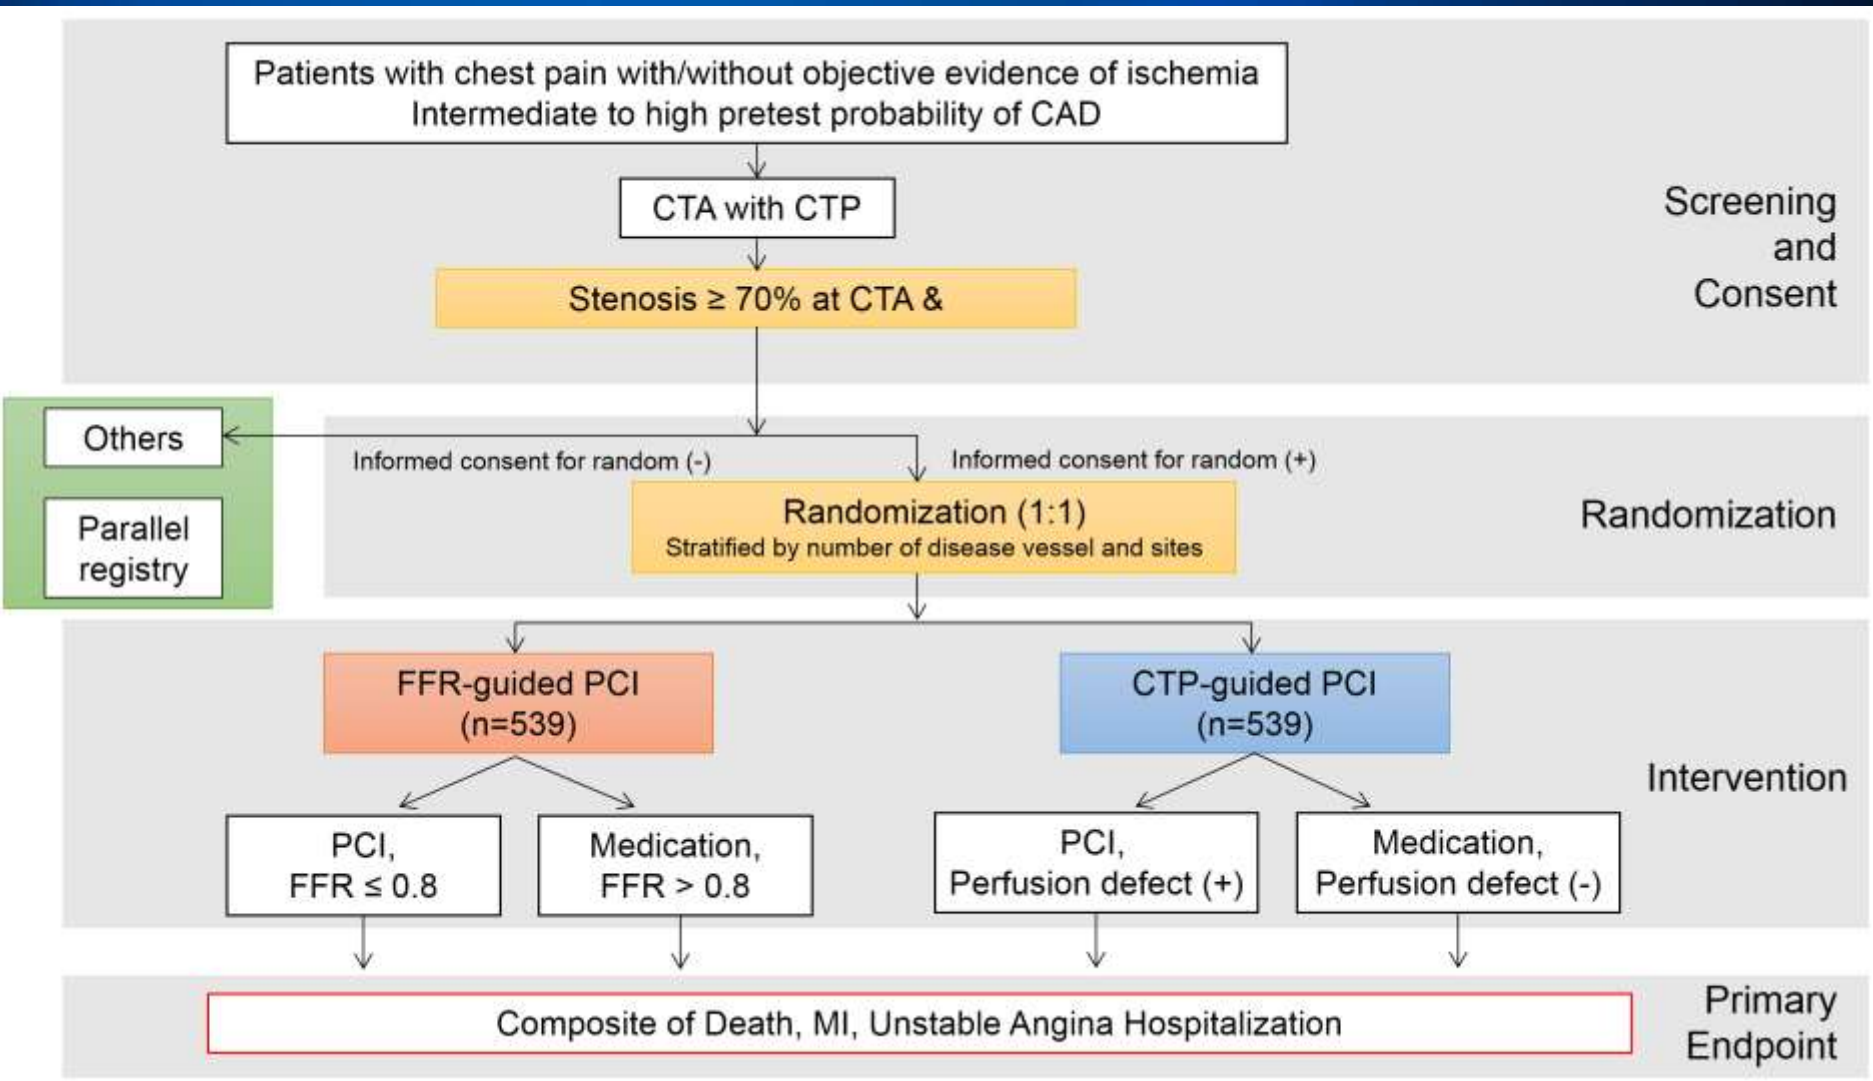 Patients with chest pain with/without objective evidence of ischemia
Intermediate to high pretest probability of CAD
CTA with CTP
Stenosis ≥ 70% at CTA &
Screening
and
Consent
Others
Parallel
registry
Informed consent for random (-)
Informed consent for random (+)
Randomization (1:1)
Stratified by number of disease vessel and sites
Randomization
FFR-guided PCI
(n=539)
CTP-guided PCI
(n=539)
PCI,
FFR ≤ 0.8
Medication,
FFR > 0.8
PCI,
Perfusion defect (+)
Medication,
Perfusion defect (-)
Intervention
Composite of Death, MI, Unstable Angina Hospitalization
Primary
Endpoint